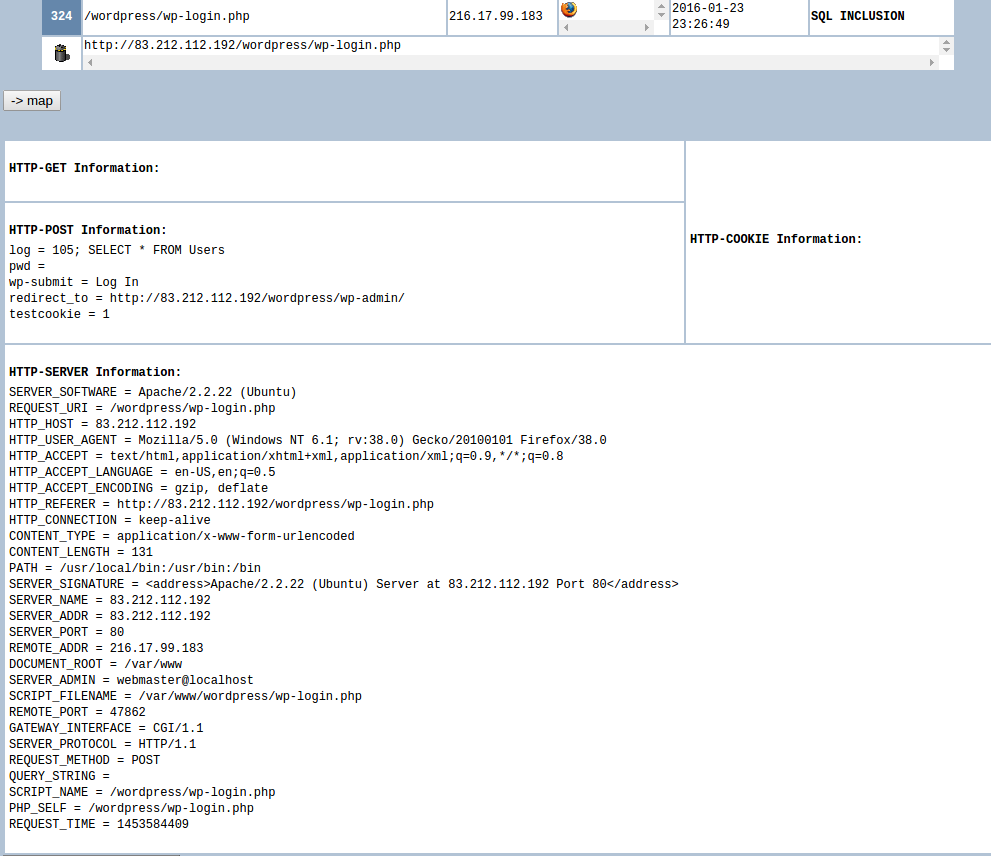 324 /wordpress/wp-login.php 216.17.99.183 2016-01-23 23:26:49 SQL INCLUSION
http://83.212.112.192/wordpress/wp-login.php
-> map
HTTP-GET Information:
HTTP-POST Information:
log = 105; SELECT * FROM Users
pwd =
wp-submit = Log In
redirect_to = http://83.212.112.192/wordpress/wp-admin/
testcookie = 1
HTTP-COOKIE Information:
HTTP-SERVER Information:
SERVER_SOFTWARE = Apache/2.2.22 (Ubuntu)
REQUEST_URI = /wordpress/wp-login.php
HTTP_HOST = 83.212.112.192
HTTP_USER_AGENT = Mozilla/5.0 (Windows NT 6.1; rv:38.0) Gecko/20100101 Firefox/38.0
HTTP_ACCEPT = text/html,application/xhtml+xml,application/xml;q=0.9,*/*;q=0.8
HTTP_ACCEPT_LANGUAGE = en-US,en;q=0.5
HTTP_ACCEPT_ENCODING = gzip, deflate
HTTP_REFERER = http://83.212.112.192/wordpress/wp-login.php
HTTP_CONNECTION = keep-alive
CONTENT_TYPE = application/x-www-form-urlencoded
CONTENT_LENGTH = 131
PATH = /usr/local/bin:/usr/bin:/bin
SERVER_SIGNATURE = <address>Apache/2.2.22 (Ubuntu) Server at 83.212.112.192 Port 80</address>
SERVER_NAME = 83.212.112.192
SERVER_ADDR = 83.212.112.192
SERVER_PORT = 80
REMOTE_ADDR = 216.17.99.183
DOCUMENT_ROOT = /var/www
SERVER_ADMIN = webmaster@localhost
SCRIPT_FILENAME = /var/www/wordpress/wp-login.php
REMOTE_PORT = 47862
GATEWAY_INTERFACE = CGI/1.1
SERVER_PROTOCOL = HTTP/1.1
REQUEST_METHOD = POST
QUERY_STRING =
SCRIPT_NAME = /wordpress/wp-login.php
PHP_SELF = /wordpress/wp-login.php
REQUEST_TIME = 1453584409